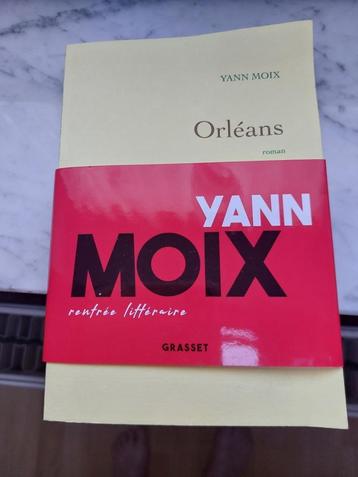 YANN MOIX
Orléans
roman
YANN
MOIX
rentrée littéraire
GRASSET